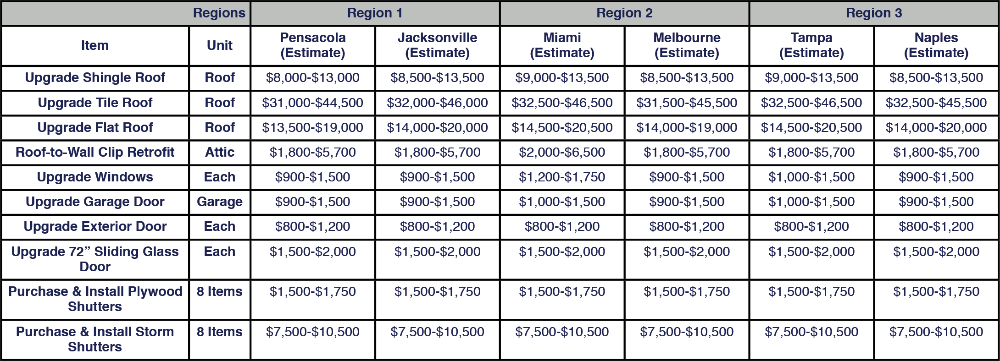 Regions Region 1 Region 2 Region 3
Item Unit Pensacola (Estimate) Jacksonville (Estimate) Miami (Estimate) Melbourne (Estimate) Tampa (Estimate) Naples (Estimate)
Upgrade Shingle Roof Roof $8,000-$13,000 $8,500-$13,500 $9,000-$13,500 $8,500-$13,500 $9,000-$13,500 $8,500-$13,500
Upgrade Tile Roof Roof $31,000-$44,500 $32,000-$46,000 $32,500-$46,500 $31,500-$45,500 $32,500-$46,500 $32,500-$45,500
Upgrade Flat Roof Roof $13,500-$19,000 $14,000-$20,000 $14,500-$20,500 $14,000-$19,000 $14,500-$20,500 $14,000-$20,000
Roof-to-Wall Clip Retrofit Attic $1,800-$5,700 $1,800-$5,700 $2,000-$6,500 $1,800-$5,700 $1,800-$5,700 $1,800-$5,700
Upgrade Windows Each $900-$1,500 $900-$1,500 $1,200-$1,750 $900-$1,500 $1,000-$1,500 $900-$1,500
Upgrade Garage Door Garage $900-$1,500 $900-$1,500 $1,000-$1,500 $900-$1,500 $1,000-$1,500 $900-$1,500
Upgrade Exterior Door Each $800-$1,200 $800-$1,200 $800-$1,200 $800-$1,200 $800-$1,200 $800-$1,200
Upgrade 72” Sliding Glass Door Each $1,500-$2,000 $1,500-$2,000 $1,500-$2,000 $1,500-$2,000 $1,500-$2,000 $1,500-$2,000
Purchase & Install Plywood Shutters 8 Items $1,500-$1,750 $1,500-$1,750 $1,500-$1,750 $1,500-$1,750 $1,500-$1,750 $1,500-$1,750
Purchase & Install Storm Shutters 8 Items $7,500-$10,500 $7,500-$10,500 $7,500-$10,500 $7,500-$10,500 $7,500-$10,500 $7,500-$10,500